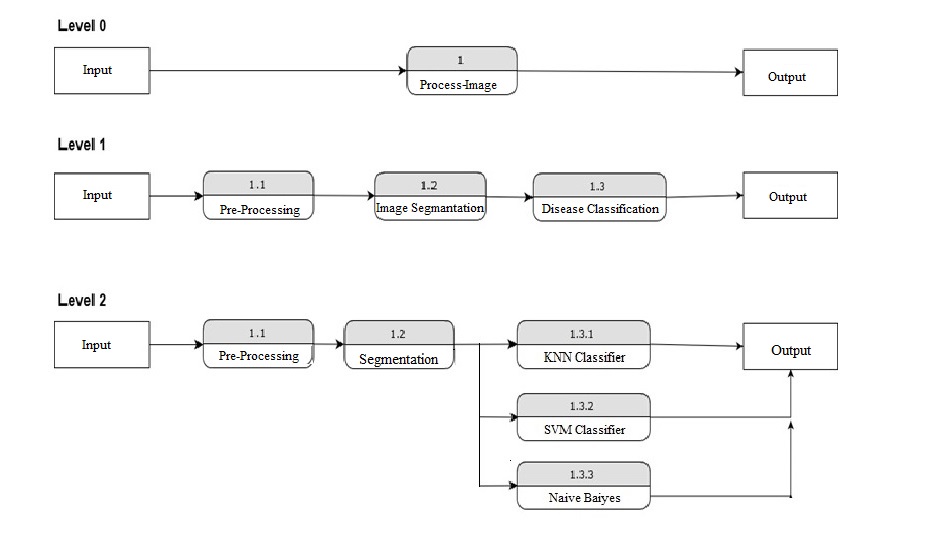 Level 0
Input
1
Process-Image
Output
Level 1
Input
1.1
Pre-Processing
1.2
Image Segmantation
1.3
Disease Classification
Output
Level 2
Input
1.1
Pre-Processing
1.2
Segmentation
1.3.1
KNN Classifier
Output
1.3.2
SVM Classifier
1.3.3
Naive Baiyes